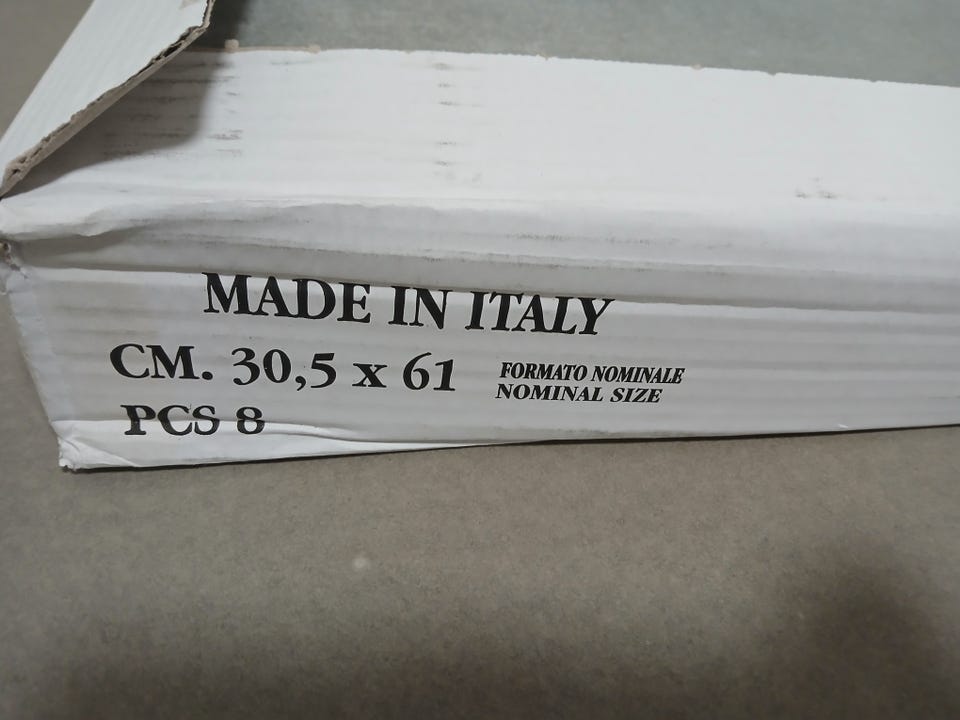 MADE IN ITALY
CM. 30,5 x 61
FORMATO NOMINALE
NOMINAL SIZE
PCS 8